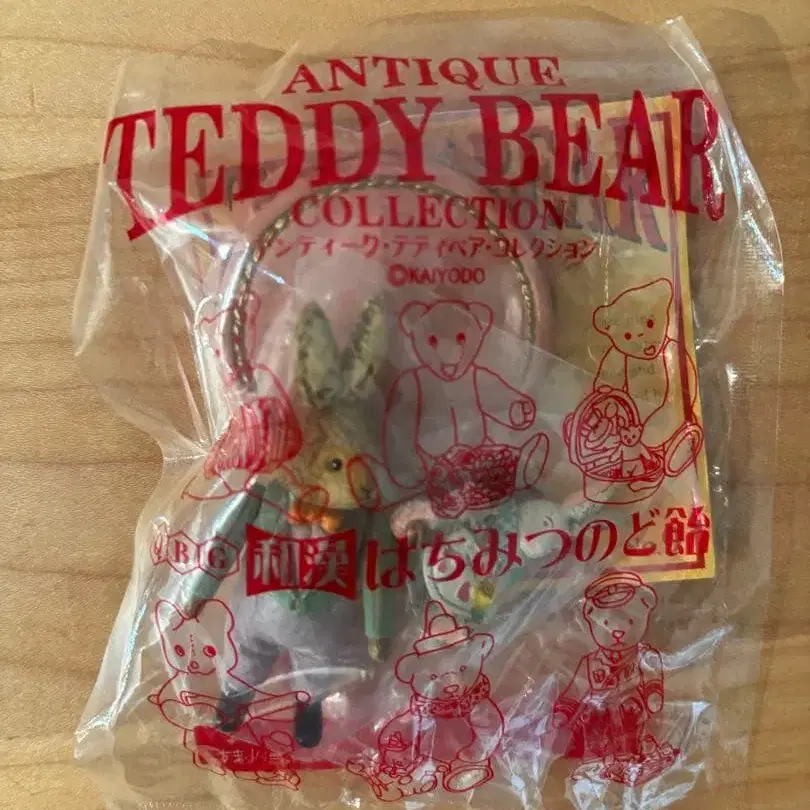 ANTIQUE
TEDDY BEAR
COLLECTION
アンティーク・テディベア・コレクション
©KAIYODO
BIG 和漢 はちみつのど飴